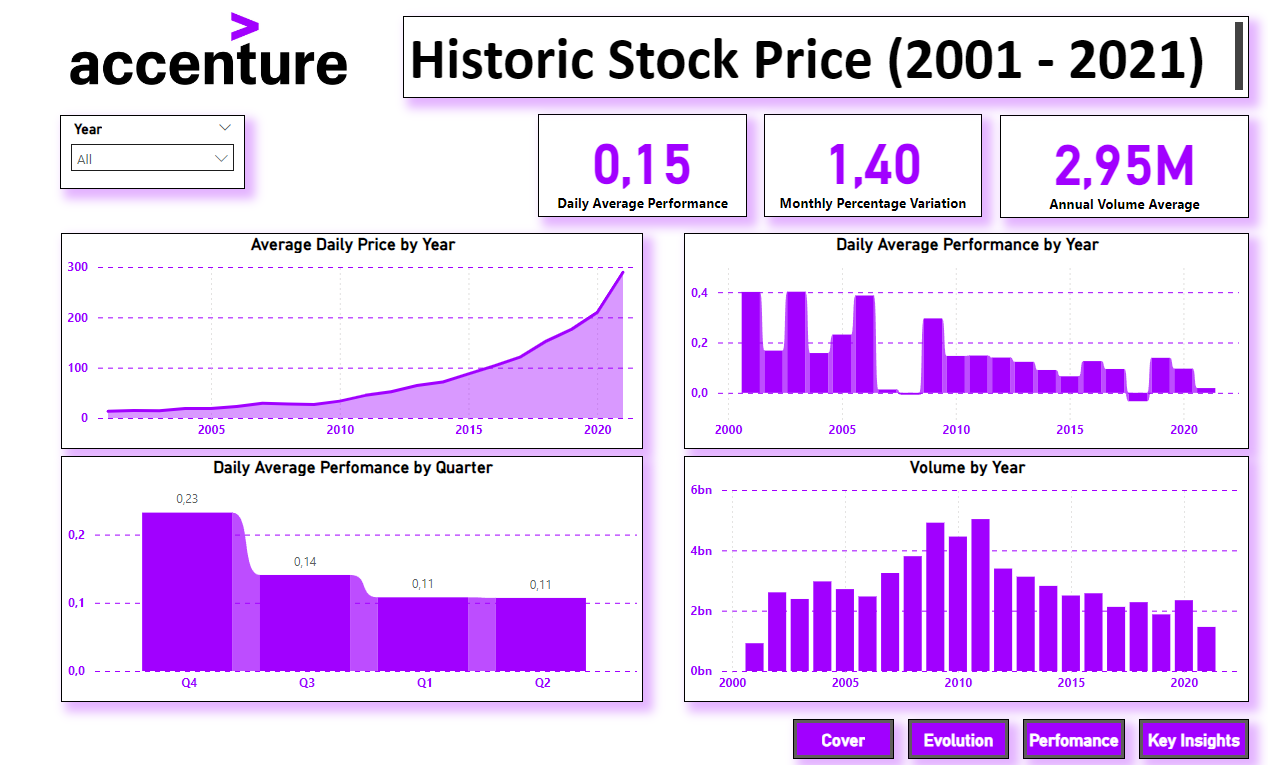 accenture
>
Historic Stock Price (2001 - 2021)
Year
All
0,15
Daily Average Performance
1,40
Monthly Percentage Variation
2,95M
Annual Volume Average
Average Daily Price by Year
300
200
100
0
2005
2010
2015
2020
Daily Average Performance by Year
0,4
0,2
0,0
2000
2005
2010
2015
2020
Daily Average Perfomance by Quarter
0,23
0,14
0,11
0,11
0,2
0,1
0,0
Q4
Q3
Q1
Q2
Volume by Year
6bn
4bn
2bn
0bn
2000
2005
2010
2015
2020
Cover
Evolution
Perfomance
Key Insights